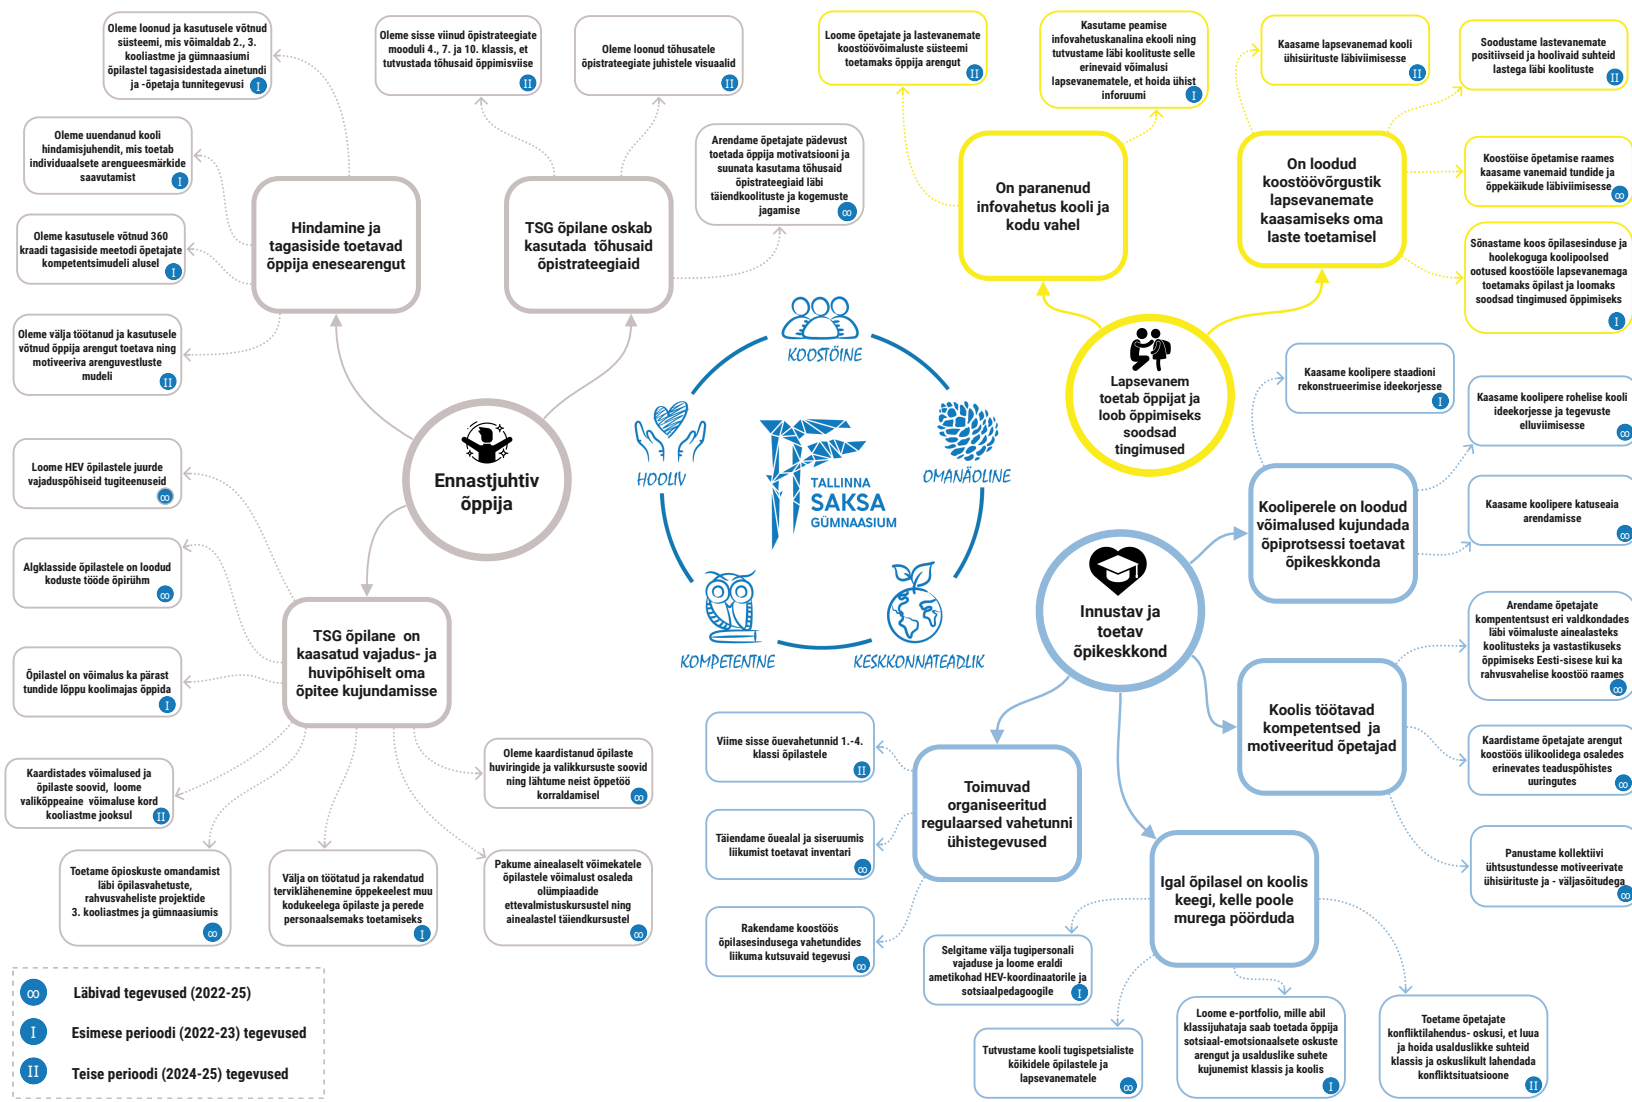 Oleme loonud ja kasutusele võtnud
süsteemi, mis võimaldab 2., 3.
kooliastme ja gümnaasiumi
õpilastel tagasisidestada ainetundi
ja -õpetaja tunnitegevusi
I
Oleme sisse viinud õpistrateegiate
mooduli 4., 7. ja 10. klassis, et
tutvustada tõhusaid õppimisviise
II
Oleme loonud tõhusatele
õpistrateegiate juhistele visuaalid
II
Loome õpetajate ja lastevanemate
koostöövõimaluste süsteemi
toetamaks õppija arengut
II
Kasutame peamise
infovahetuskanalina ekooli ning
tutvustame läbi koolituste selle
erinevaid võimalusi
lapsevanematele, et hoida ühist
inforuumi
I
Kaasame lapsevanemad kooli
ühisürituste läbiviimisesse
II
Soodustame lastevanemate
positiivseid ja hoolivaid suhteid
lastega läbi koolituste
II
Oleme uuendanud kooli
hindamisjuhendit, mis toetab
individuaalsete arengueesmärkide
saavutamist
I
Arendame õpetajate pädevust
toetada õppija motivatsiooni ja
suunata kasutama tõhusaid
õpistrateegiaid läbi
täiendkoolituste ja kogemuste
jagamise
∞
Hindamine ja
tagasiside toetavad
õppija enesearengut
TSG õpilane oskab
kasutada tõhusaid
õpistrateegiaid
On paranenud
infovahetus kooli ja
kodu vahel
On loodud
koostöövõrgustik
lapsevanemate
kaasamiseks oma
laste toetamisel
Koostöise õpetamise raames
kaasame vanemaid tundide ja
õppekäikude läbiviimisesse
∞
Oleme kasutusele võtnud 360
kraadi tagasiside meetodi õpetajate
kompetentsimudeli alusel
I
Sõnastame koos õpilasesinduse ja
hoolekoguga koolipoolsed
ootused koostööle lapsevanemaga
toetamaks õpilast ja loomaks
soodsad tingimused õppimiseks
I
Oleme välja töötanud ja kasutusele
võtnud õppija arengut toetava ning
motiveeriva arenguvestluste
mudeli
II
KOOSTÖINE
Lapsevanem
toetab õppijat ja
loob õppimiseks
soodsad
tingimused
Kaasame koolipere staadioni
rekonstrueerimise ideekorjesse
I
Kaasame koolipere rohelise kooli
ideekorjesse ja tegevuste
elluviimisesse
∞
Ennastjuhtiv
õppija
HOOLIV
OMANÄOLINE
TALLINNA
SAKSA
GÜMNAASIUM
Loome HEV õpilastele juurde
vajaduspõhiseid tugiteenuseid
∞
Kooliperele on loodud
võimalused kujundada
õpiprotsessi toetavat
õpikeskkonda
Kaasame koolipere katuseaia
arendamisse
∞
Algklasside õpilastele on loodud
koduste tööde õpirühm
∞
Innustav ja
toetav
õpikeskkond
KOMPETENTNE
KESKKONNATEADLIK
TSG õpilane on
kaasatud vajadus- ja
huvipõhiselt oma
õpitee kujundamisse
Arendame õpetajate
kompententsust eri valdkondades
läbi võimaluste ainealasteks
koolitusteks ja vastastikuseks
õppimiseks Eesti-sisese kui ka
rahvusvahelise koostöö raames
∞
Õpilastel on võimalus ka pärast
tundide lõppu koolimajas õppida
I
Koolis töötavad
kompetentsed ja
motiveeritud õpetajad
Viime sisse õuevahetunnid 1.-4.
klassi õpilastele
II
Oleme kaardistanud õpilaste
huviringide ja valikkursuste soovid
ning lähtume neist õppetöö
korraldamisel
∞
Kaardistame õpetajate arengut
koostöös ülikoolidega osaledes
erinevates teaduspõhistes
uuringutes
∞
Kaardistades võimalused ja
õpilaste soovid, loome
valikõppeaine võimaluse kord
kooliastme jooksul
II
Toimuvad
organiseeritud
regulaarsed vahetunni
ühistegevused
Täiendame õuealal ja siseruumis
liikumist toetavat inventari
∞
Toetame õpioskuste omandamist
läbi õpilasvahetuste,
rahvusvaheliste projektide
3. kooliastmes ja gümnaasiumis
∞
Välja on töötatud ja rakendatud
terviklähenemine õppekeelest muu
kodukeelega õpilaste ja perede
personaalsemaks toetamiseks
I
Pakume ainealaselt võimekatele
õpilastele võimalust osaleda
olümpiaadide
ettevalmistuskursustel ning
ainealastel täiendkursustel
∞
Igal õpilasel on koolis
keegi, kelle poole
murega pöörduda
Panustame kollektiivi
ühtsustundesse motiveerivate
ühisürituste ja - väljasõitudega
∞
Rakendame koostöös
õpilasesindusega vahetundides
liikuma kutsuvaid tegevusi
∞
Selgitame välja tugipersonali
vajaduse ja loome eraldi
ametikohad HEV-koordinaatorile ja
sotsiaalpedagoogile
I
Tutvustame kooli tugispetsialiste
kõikidele õpilastele ja
lapsevanematele
∞
Loome e-portfolio, mille abil
klassijuhataja saab toetada õppija
sotsiaal-emotsionaalsete oskuste
arengut ja usalduslike suhete
kujunemist klassis ja koolis
I
Toetame õpetajate
konfliktilahendus- oskusi, et luua
ja hoida usalduslikke suhteid
klassis ja oskuslikult lahendada
konfliktsituatsioone
II
∞ Läbivad tegevused (2022-25)
I Esimese perioodi (2022-23) tegevused
II Teise perioodi (2024-25) tegevused